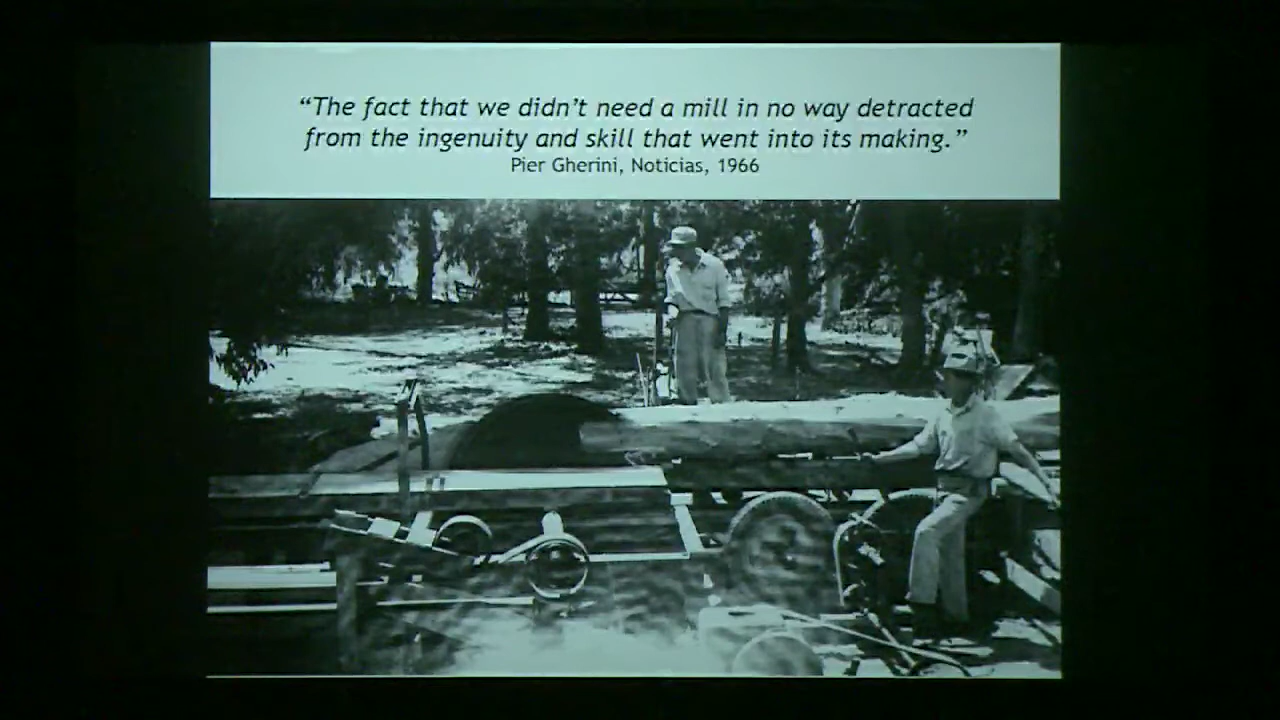 “The fact that we didn’t need a mill in no way detracted
from the ingenuity and skill that went into its making.”
Pier Gherini, Noticias, 1966